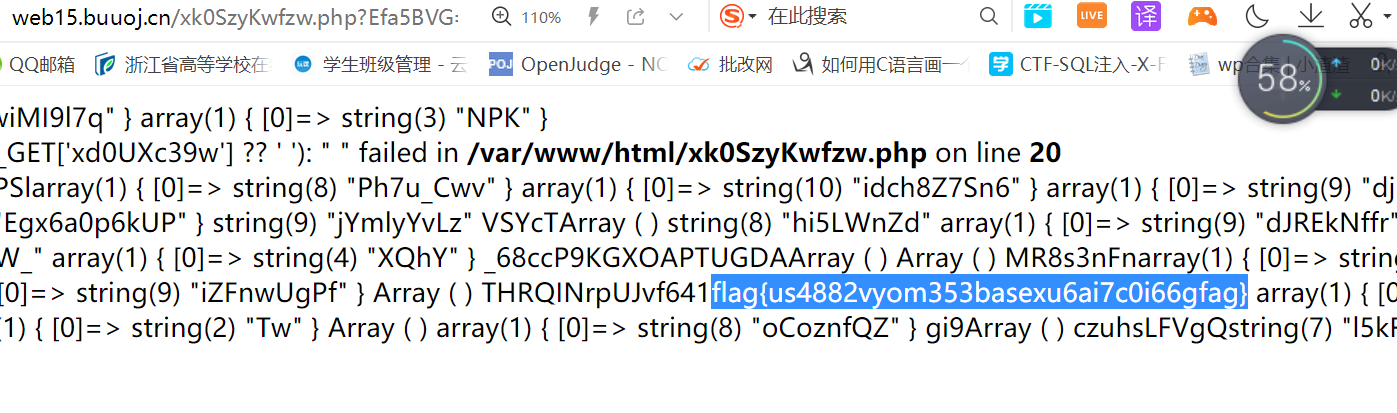 web15.buuoj.cn/xk0SzyKwfzw.php?Efa5BVG 110% 在此搜索 LIVE 译
QQ邮箱 浙江省高等学校在 学生班级管理 - 云 POJ OpenJudge - NO 批改网 如何用C语言画一个 学 CTF-SQL注入-X-F wp合集 58% 0K/ 0K/
wiMI9l7q" } array(1) { [0]=> string(3) "NPK" }
_GET['xd0UXc39w'] ?? ' '): " " failed in /var/www/html/xk0SzyKwfzw.php on line 20
PSlarray(1) { [0]=> string(8) "Ph7u_Cwv" } array(1) { [0]=> string(10) "idch8Z7Sn6" } array(1) { [0]=> string(9) "dj
"Egx6a0p6kUP" } string(9) "jYmlyYvLz" VSYcTArray ( ) string(8) "hi5LWnZd" array(1) { [0]=> string(9) "dJREkNffr"
W_" array(1) { [0]=> string(4) "XQhY" } _68ccP9KGXOAPTUGDAArray ( ) Array ( ) MR8s3nFnarray(1) { [0]=> string(
[0]=> string(9) "iZFnwUgPf" } Array ( ) THRQINrpUJvf641flag{us4882vyom353basexu6ai7c0i66gfag} array(1) { [0
(1) { [0]=> string(2) "Tw" } Array ( ) array(1) { [0]=> string(8) "oCoznfQZ" } gi9Array ( ) czuhsLFVgQstring(7) "l5kF